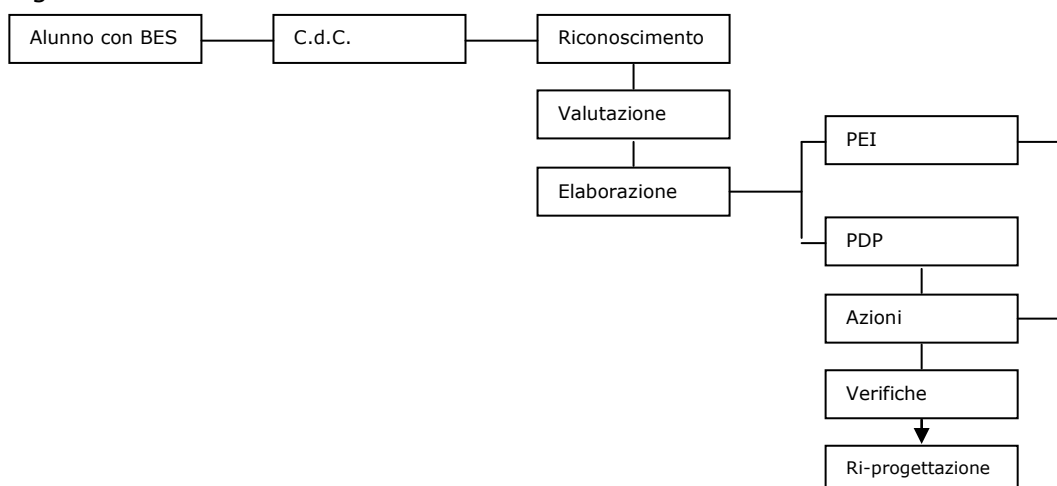 Alunno con BES
C.d.C.
Riconoscimento
Valutazione
Elaborazione
PEI
PDP
Azioni
Verifiche
Ri-progettazione